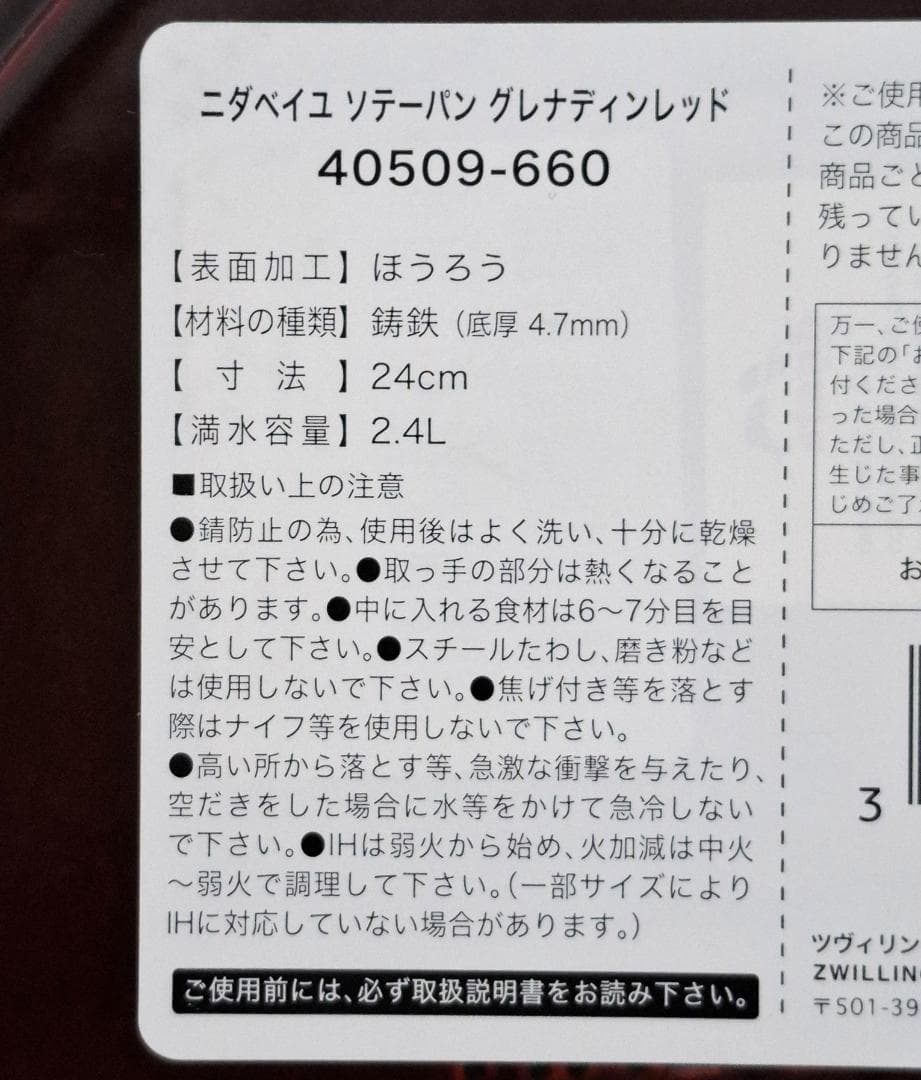 ニダベイユ ソテーパン グレナディンレッド
40509-660
【表面加工】ほうろう
【材料の種類】鋳鉄（底厚 4.7mm）
【寸法】24cm
【満水容量】2.4L
■取扱い上の注意
●錆防止の為、使用後はよく洗い、十分に乾燥
させて下さい。●取っ手の部分は熱くなること
があります。●中に入れる食材は6〜7分目を目
安として下さい。●スチールたわし、磨き粉など
は使用しないで下さい。●焦げ付き等を落とす
際はナイフ等を使用しないで下さい。
●高い所から落とす等、急激な衝撃を与えたり、
空だきをした場合に水等をかけて急冷しない
で下さい。●IHは弱火から始め、火加減は中火
〜弱火で調理して下さい。（一部サイズにより
IHに対応していない場合があります。）
ご使用前には、必ず取扱説明書をお読み下さい。
※ご使用
この商品
商品ごと
残ってい
りません
万一、ご使
下記の「お
付くださ
った場合
ただし、正
生じた事
じめご了
お
3
ツヴィリン
ZWILLING
〒501-39